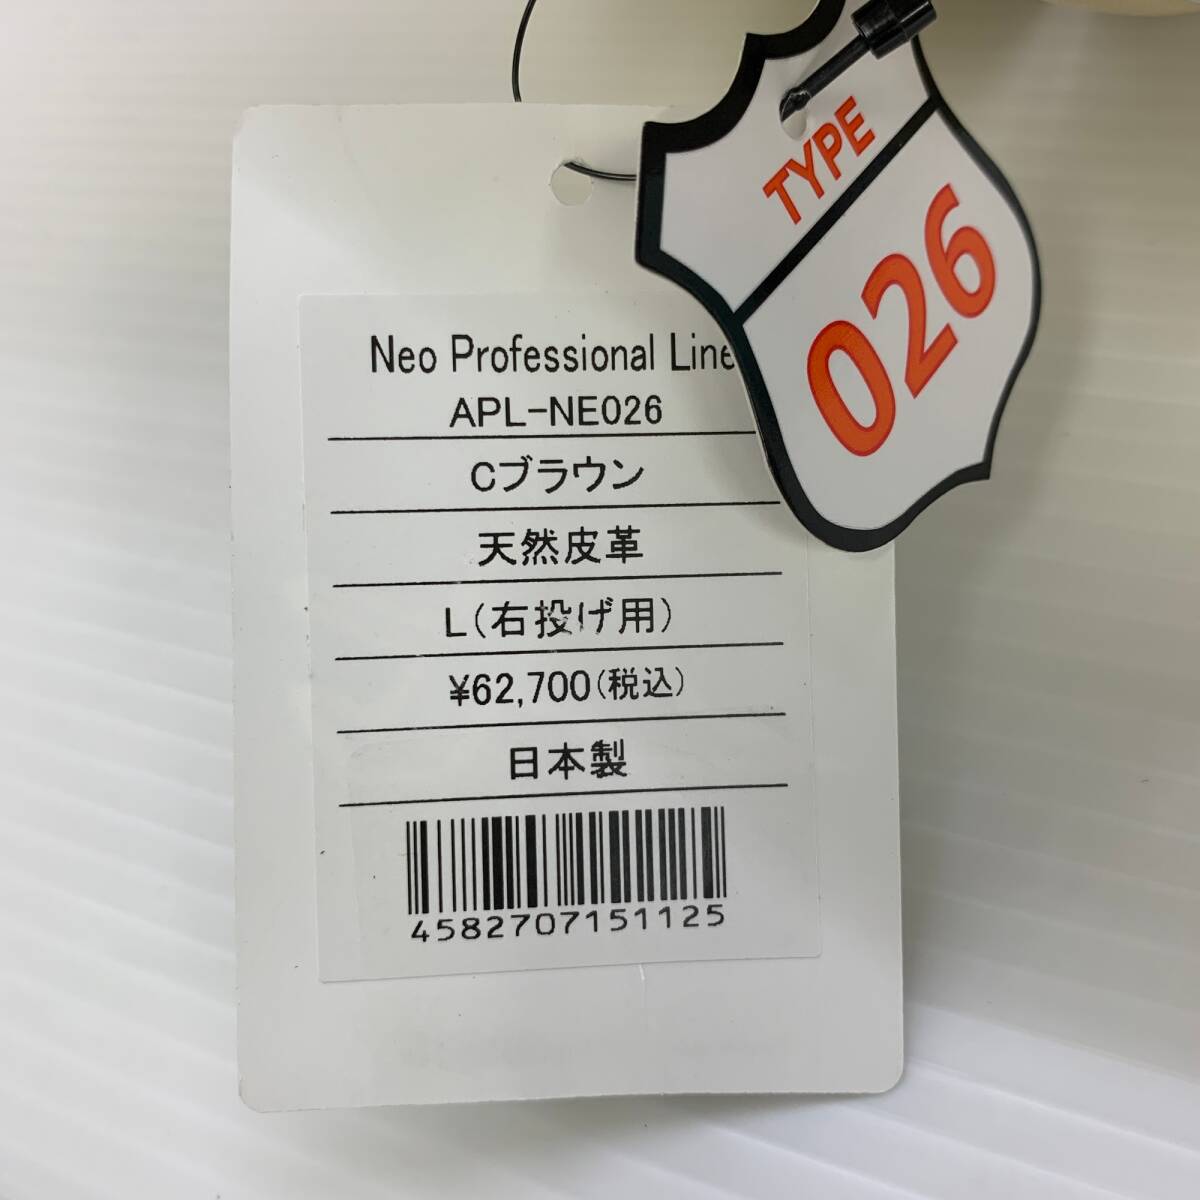 TYPE
026
Neo Professional Line
APL-NE026
Cブラウン
天然皮革
L(右投げ用)
¥62,700(税込)
日本製
4582707151125